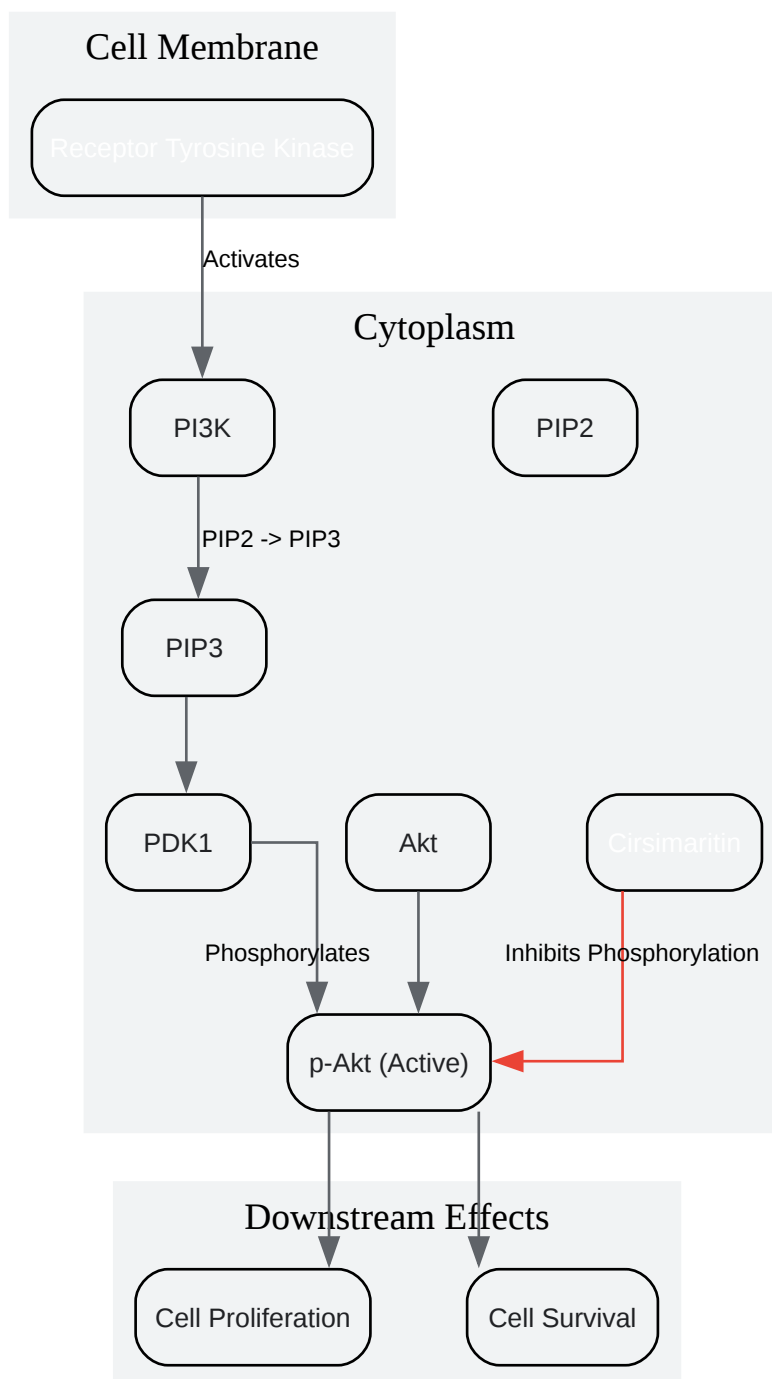 Cell Membrane
Receptor Tyrosine Kinase
Activates
Cytoplasm
PI3K
PIP2
PIP2 -> PIP3
PIP3
PDK1
Akt
Cirsimaritin
Phosphorylates
Inhibits Phosphorylation
p-Akt (Active)
Downstream Effects
Cell Proliferation
Cell Survival